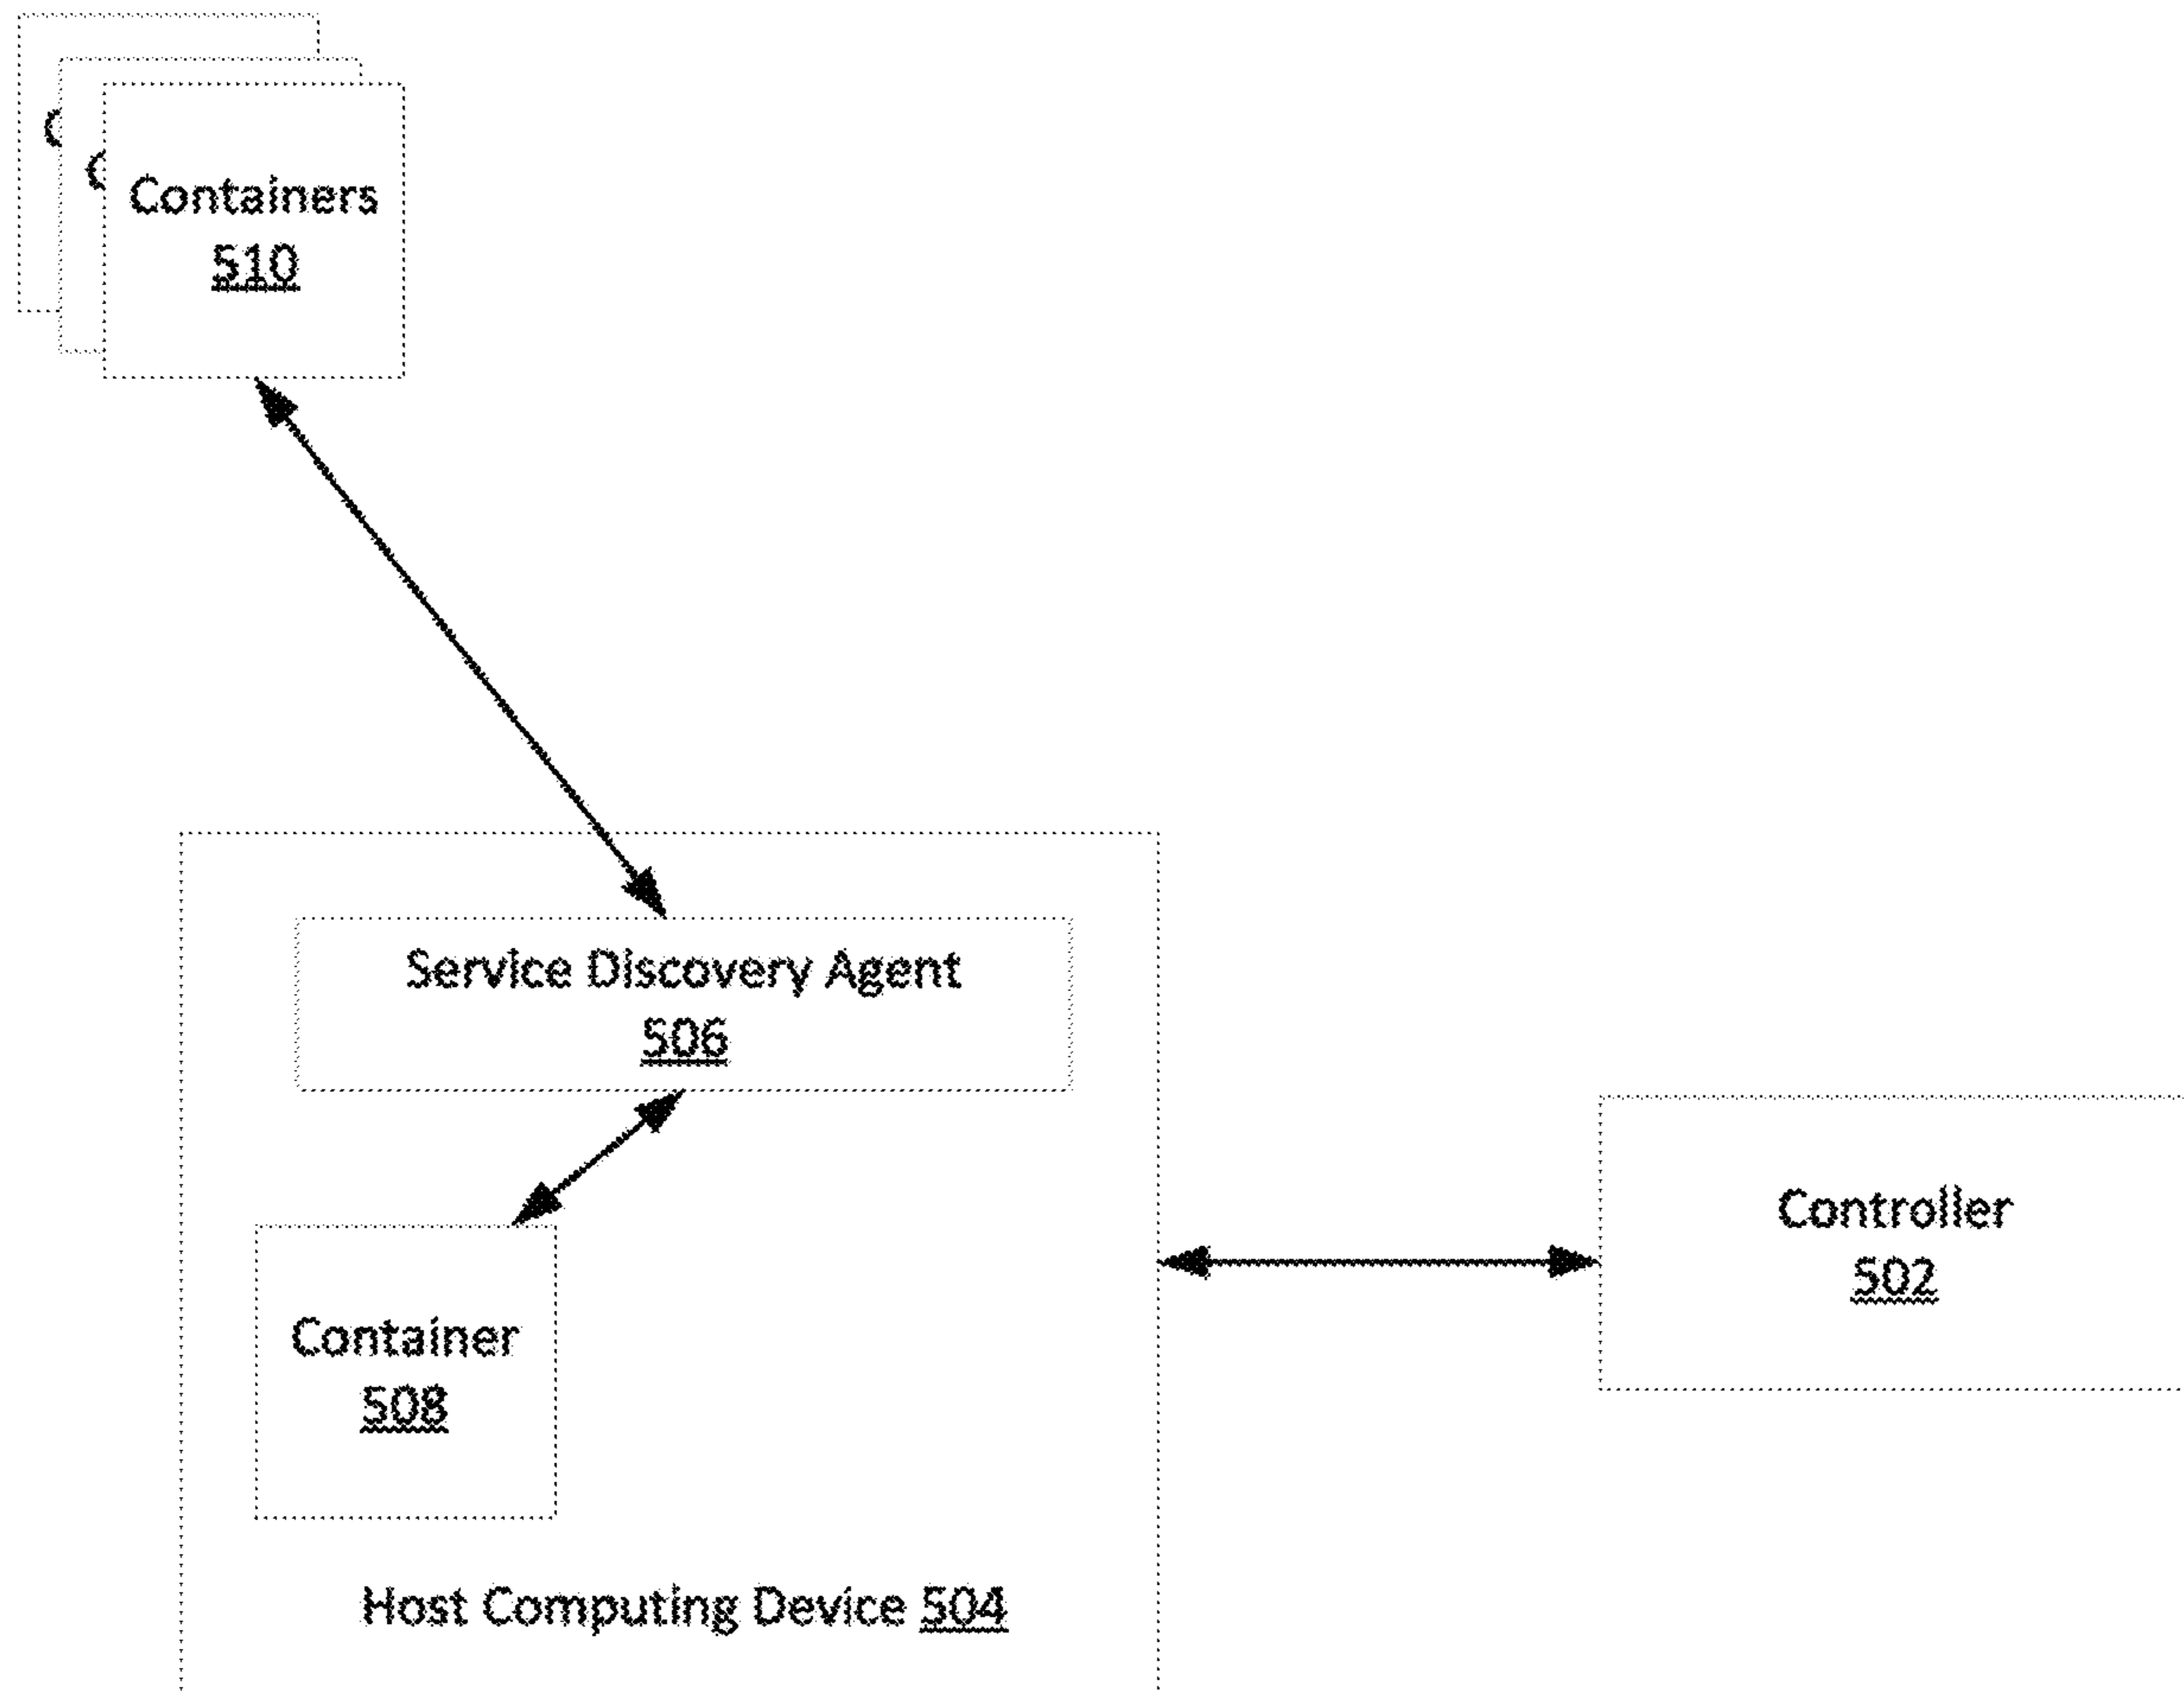 Containers
510
Service Discovery Agent
506
Controller
502
Container
508
Host Computing Device 504